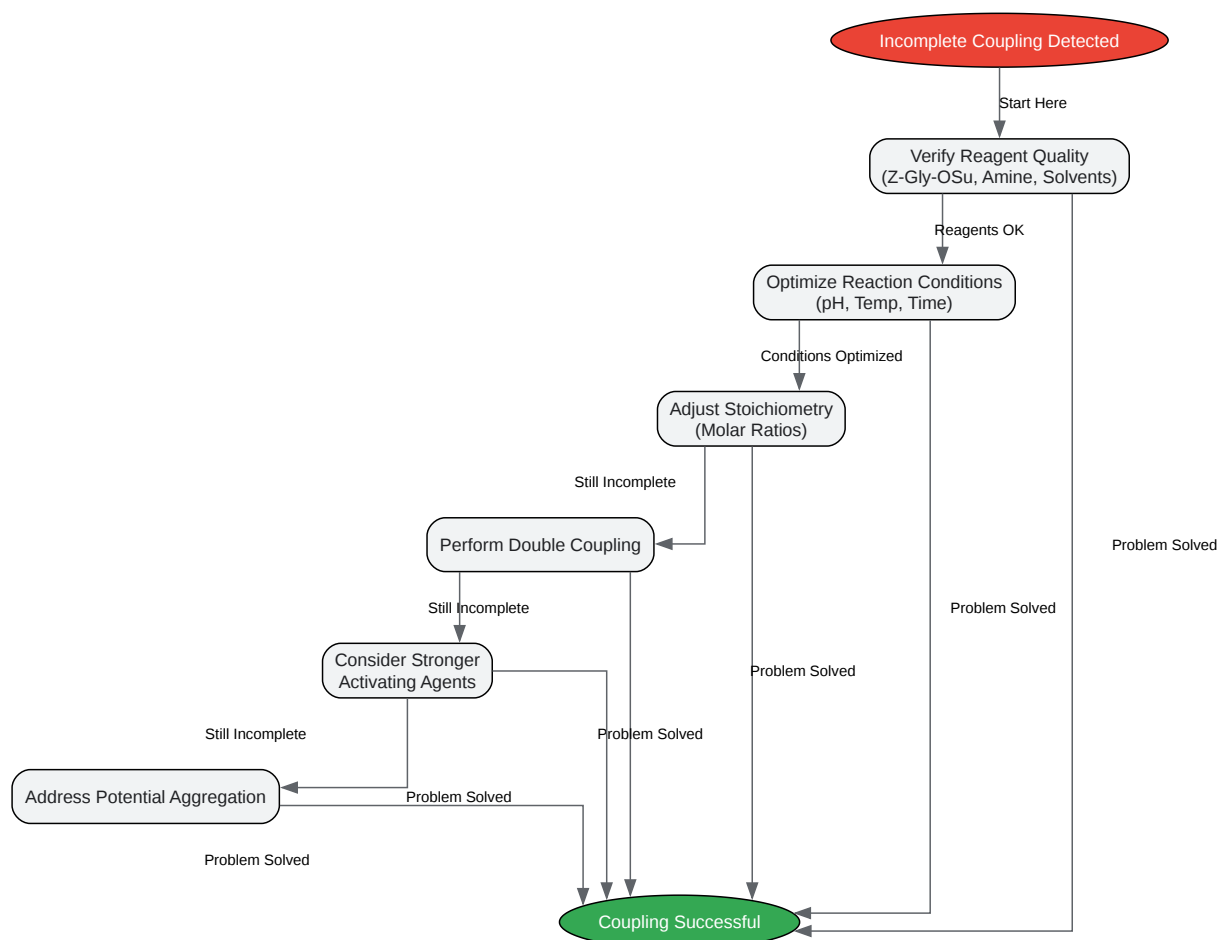 Incomplete Coupling Detected
Start Here
Verify Reagent Quality
(Z-Gly-OSu, Amine, Solvents)
Reagents OK
Optimize Reaction Conditions
(pH, Temp, Time)
Conditions Optimized
Adjust Stoichiometry
(Molar Ratios)
Still Incomplete
Perform Double Coupling
Problem Solved
Still Incomplete
Problem Solved
Consider Stronger
Activating Agents
Problem Solved
Still Incomplete
Problem Solved
Address Potential Aggregation
Problem Solved
Problem Solved
Coupling Successful